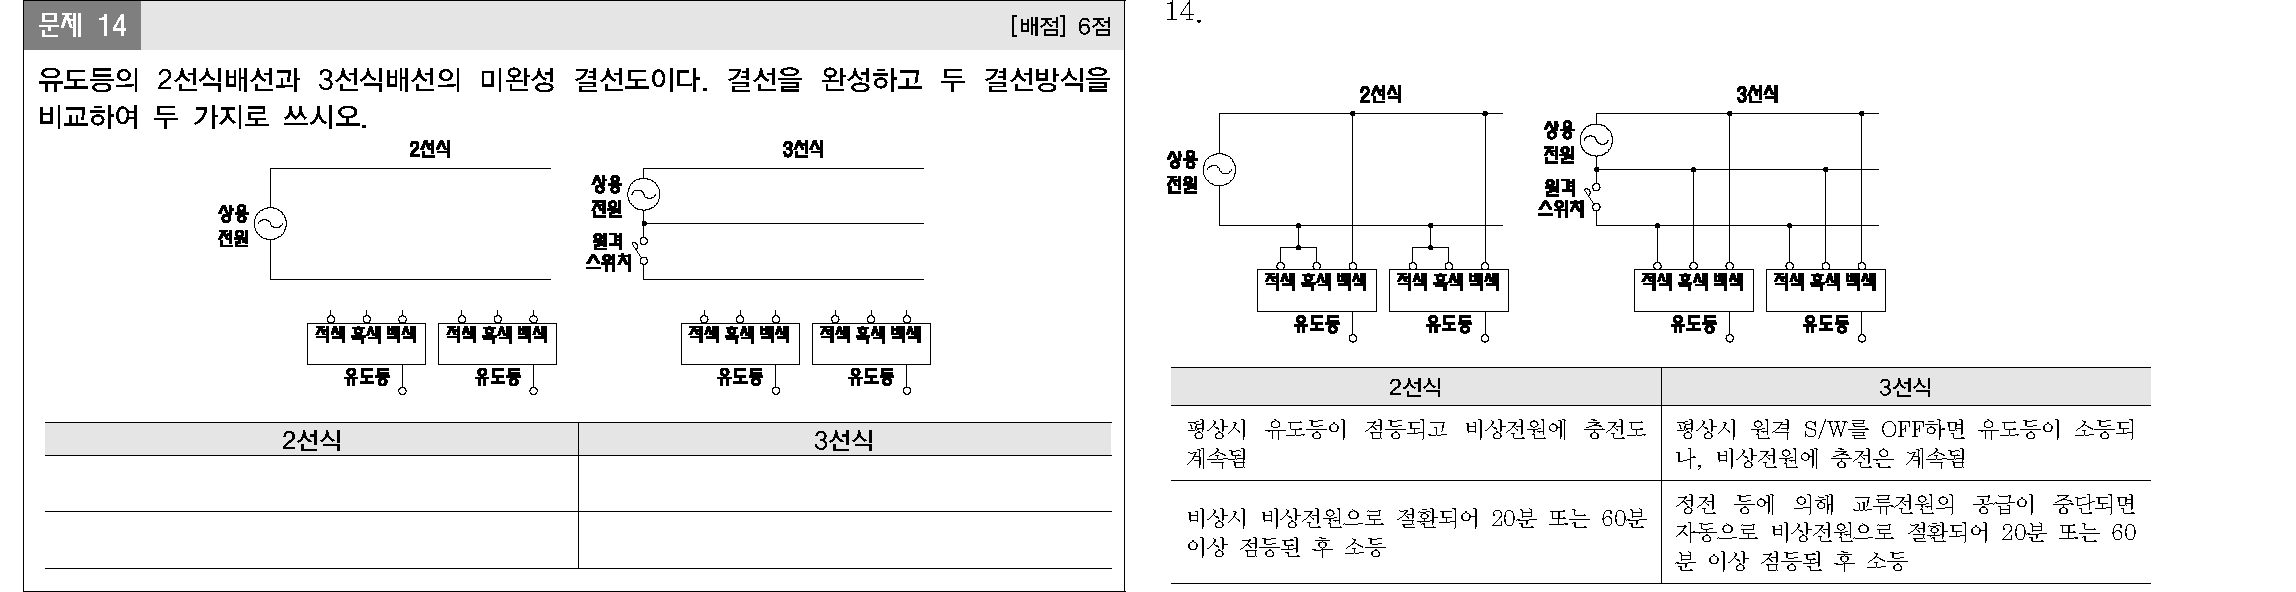 문제 14
[배점] 6점
유도등의 2선식배선과 3선식배선의 미완성 결선도이다. 결선을 완성하고 두 결선방식을
비교하여 두 가지로 쓰시오.
2선식
상용
전원
적색 흑색 백색
유도등
적색 흑색 백색
유도등
3선식
상용
전원
원격
스위치
적색 흑색 백색
유도등
적색 흑색 백색
유도등
2선식 3선식
14.
2선식
상용
전원
적색 흑색 백색
유도등
적색 흑색 백색
유도등
3선식
상용
전원
원격
스위치
적색 흑색 백색
유도등
적색 흑색 백색
유도등
2선식 3선식
평상시 유도등이 점등되고 비상전원에 충전도
계속됨
평상시 원격 S/W를 OFF하면 유도등이 소등되
나, 비상전원에 충전은 계속됨
비상시 비상전원으로 절환되어 20분 또는 60분
이상 점등된 후 소등
정전 등에 의해 교류전원의 공급이 중단되면
자동으로 비상전원으로 절환되어 20분 또는 60
분 이상 점등된 후 소등